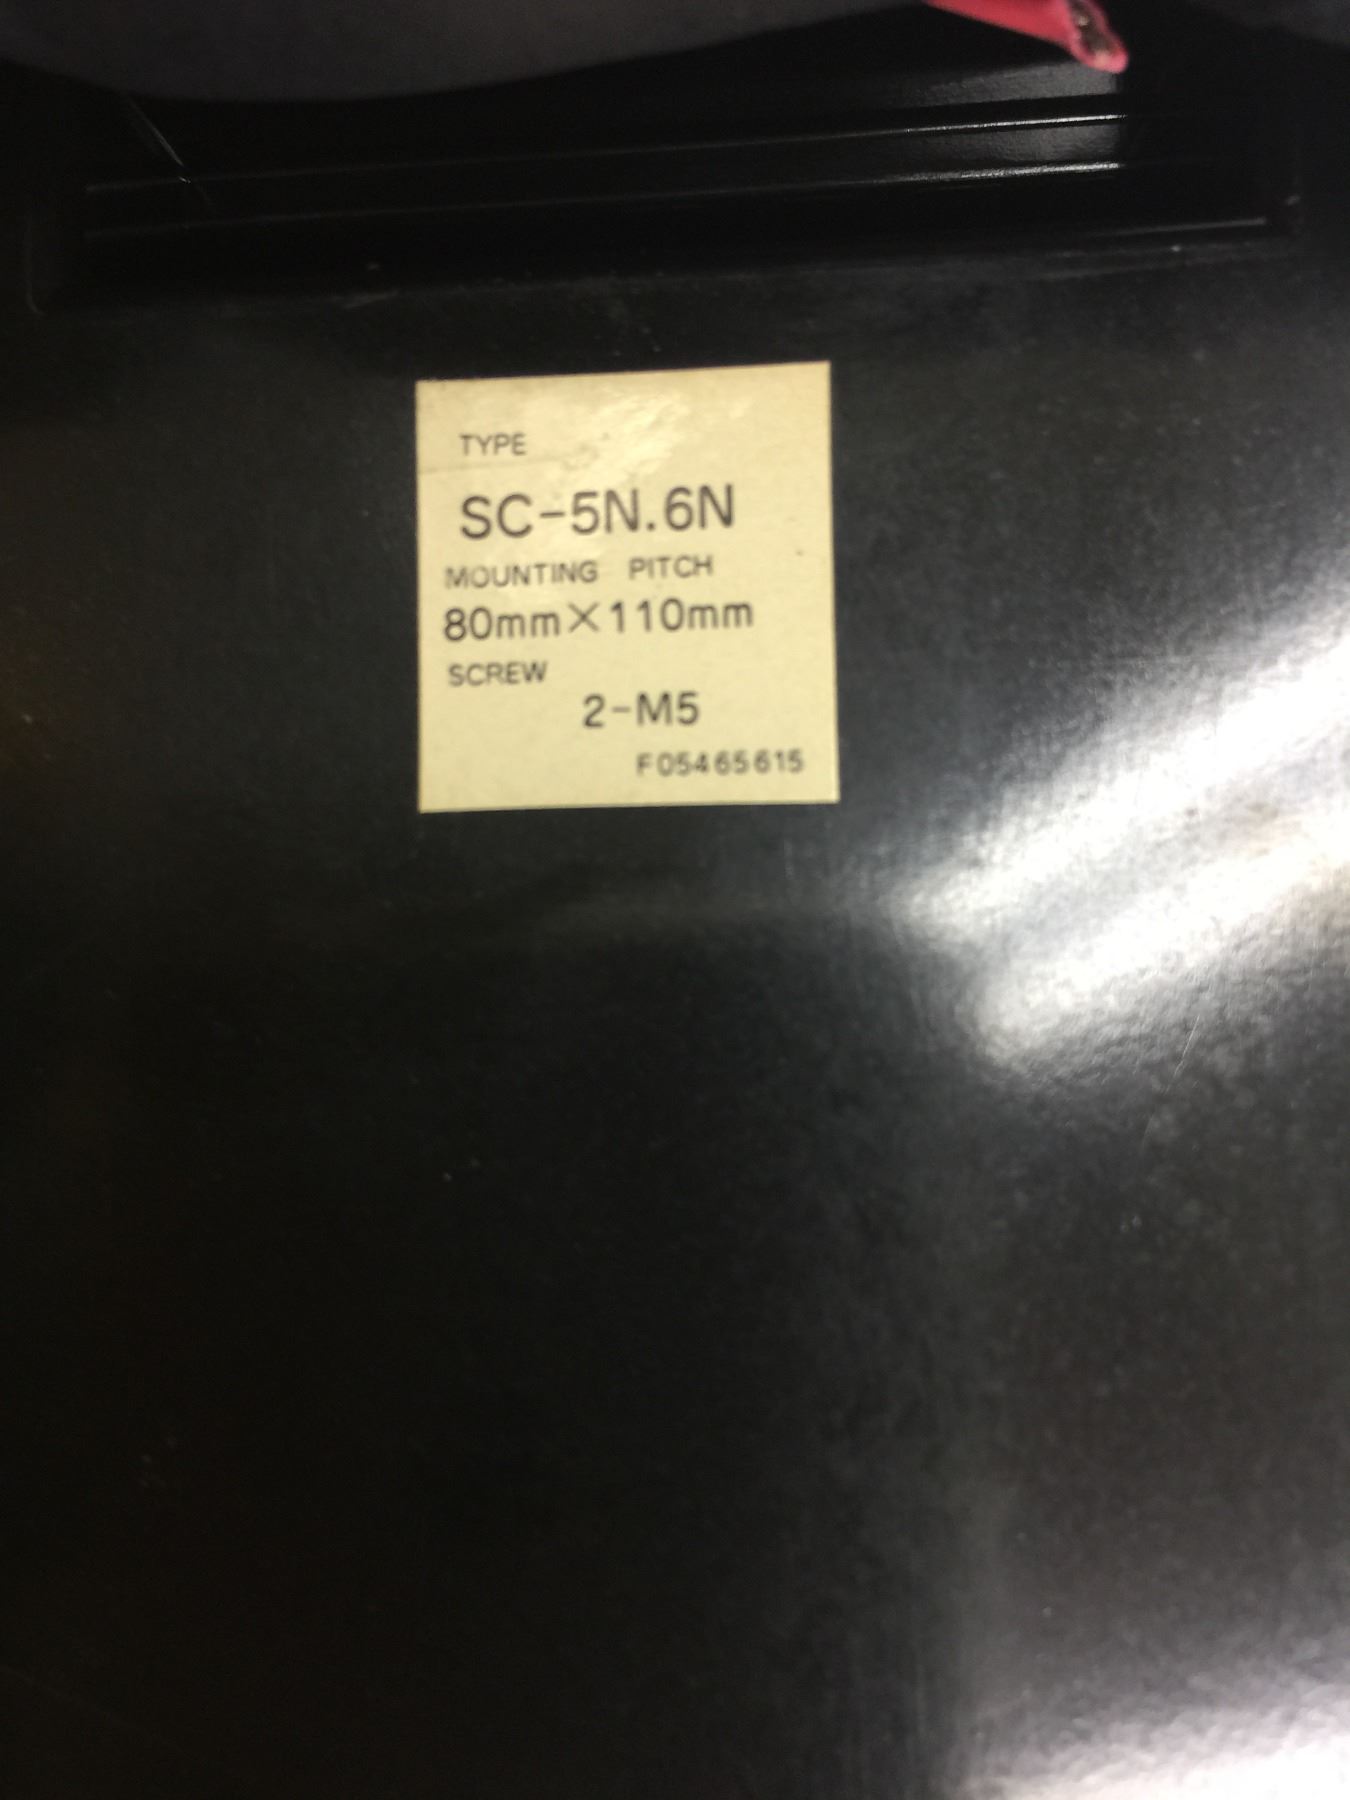 TYPE
SC-5N.6N
MOUNTING PITCH
80mm×110mm
SCREW
2-M5
F05465615